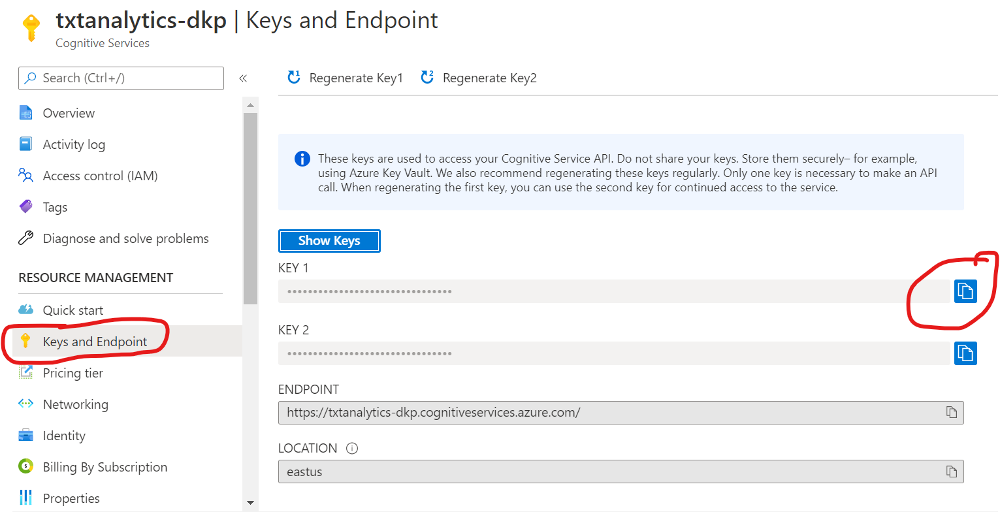 txtanalytics-dkp | Keys and Endpoint
Cognitive Services
Search (Ctrl+/)
«
Overview
Activity log
Access control (IAM)
Tags
Diagnose and solve problems
RESOURCE MANAGEMENT
Quick start
Keys and Endpoint
Pricing tier
Networking
Identity
Billing By Subscription
Properties
Regenerate Key1 Regenerate Key2
These keys are used to access your Cognitive Service API. Do not share your keys. Store them securely– for example,
using Azure Key Vault. We also recommend regenerating these keys regularly. Only one key is necessary to make an API
call. When regenerating the first key, you can use the second key for continued access to the service.
Show Keys
KEY 1
••••••••••••••••••••••••••••••••
KEY 2
••••••••••••••••••••••••••••••••
ENDPOINT
https://txtanalytics-dkp.cognitiveservices.azure.com/
LOCATION
eastus